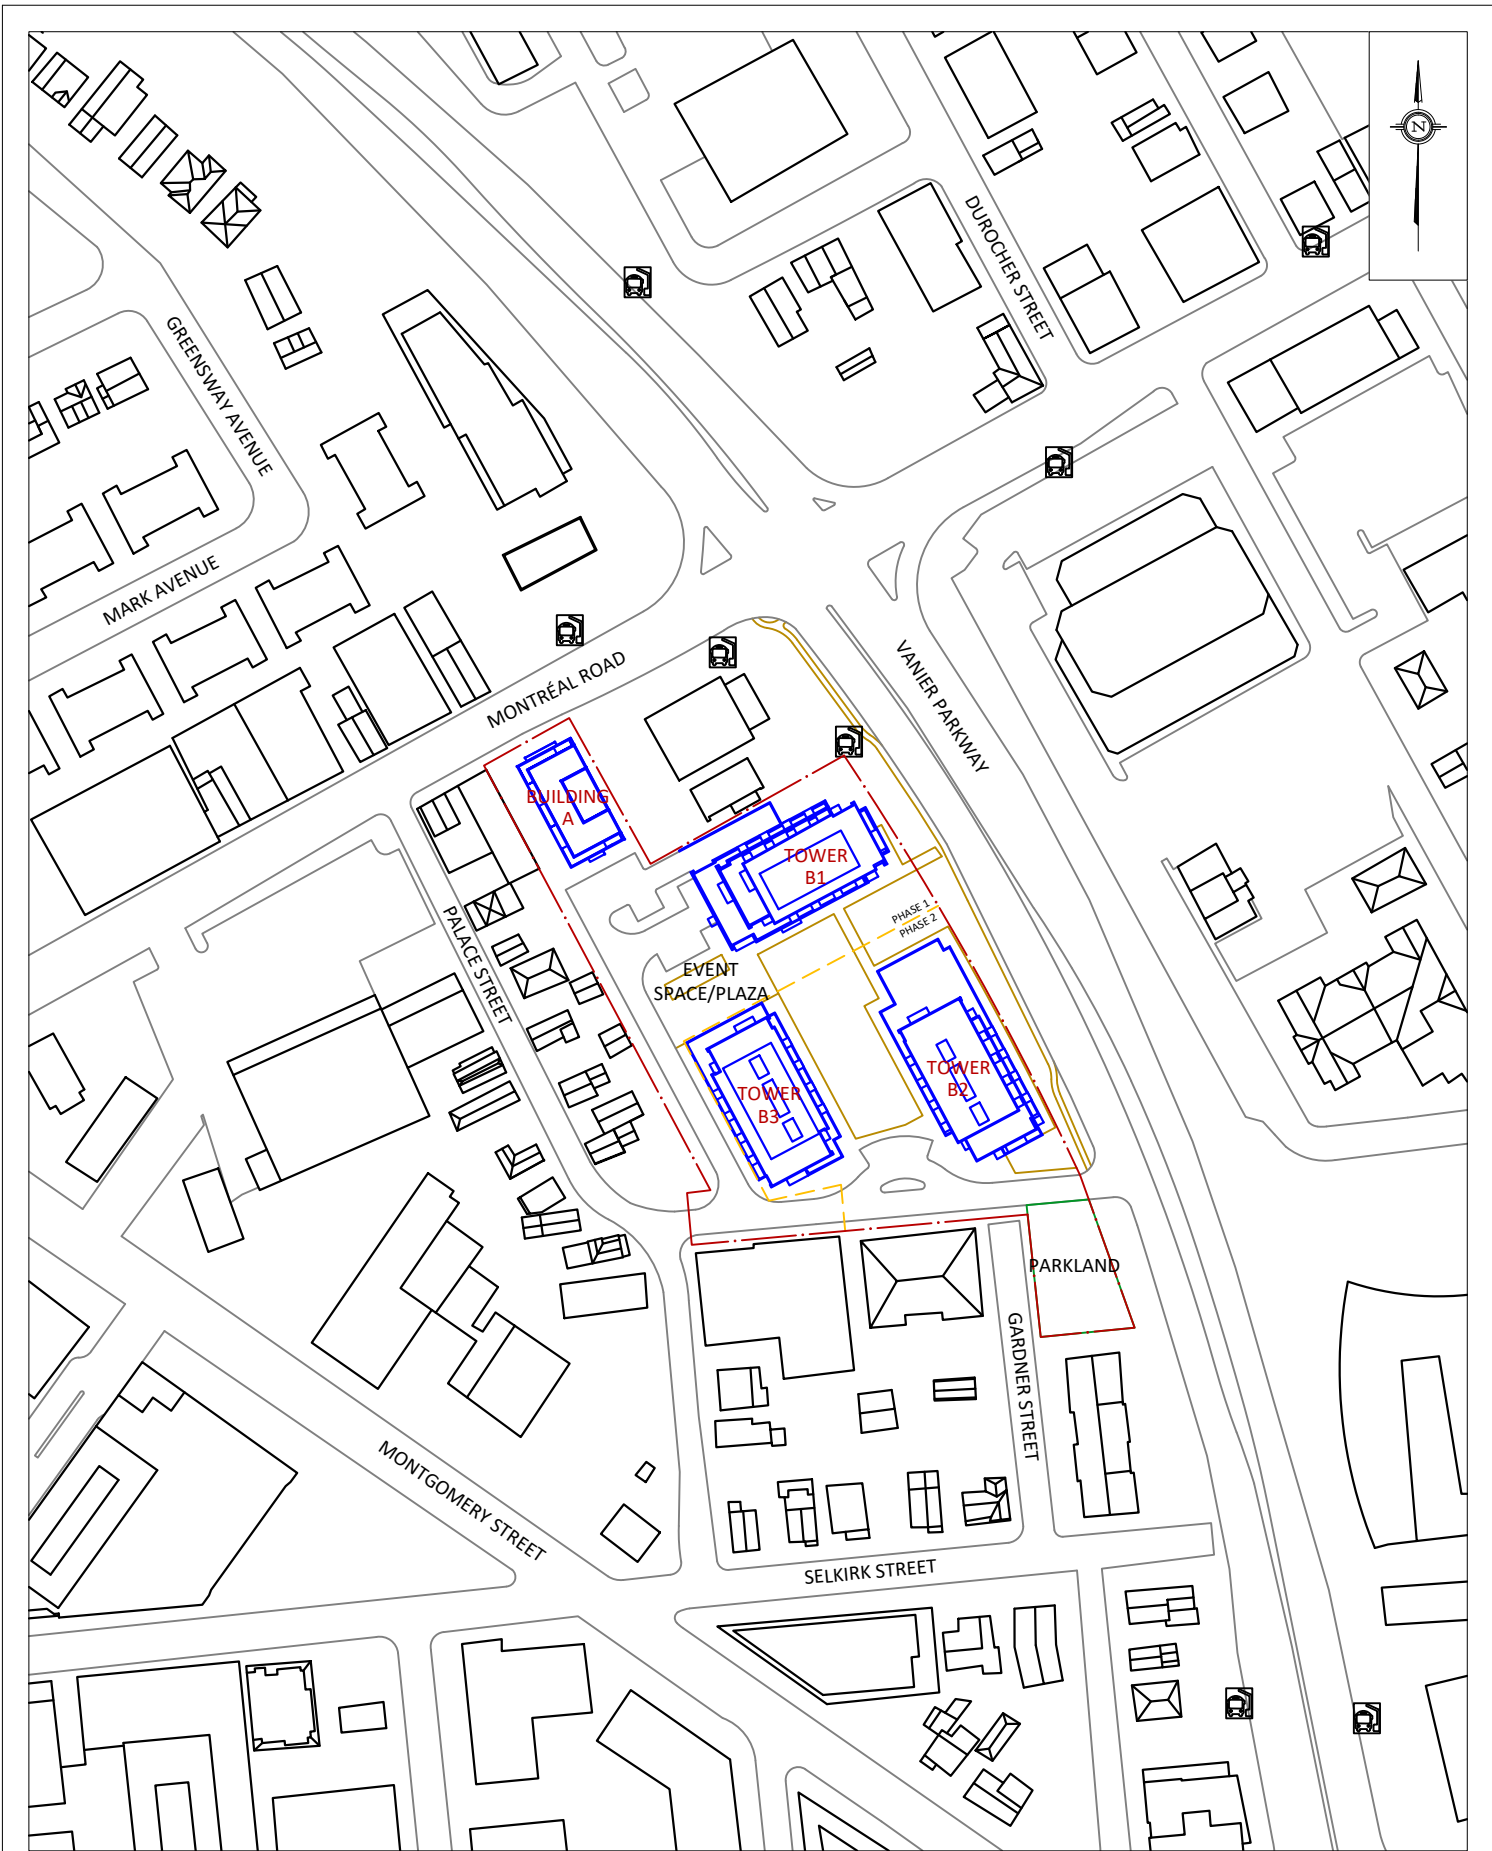 N
DUROCHER STREET
GREENSWAY AVENUE
MARK AVENUE
MONTRÉAL ROAD
VANIER PARKWAY
BUILDING
A
TOWER
B1
PALACE STREET
PHASE 1
PHASE 2
EVENT
SRACE/PLAZA
TOWER
B2
TOWER
B3
PARKLAND
GARDNER STREET
MONTGOMERY STREET
SELKIRK STREET